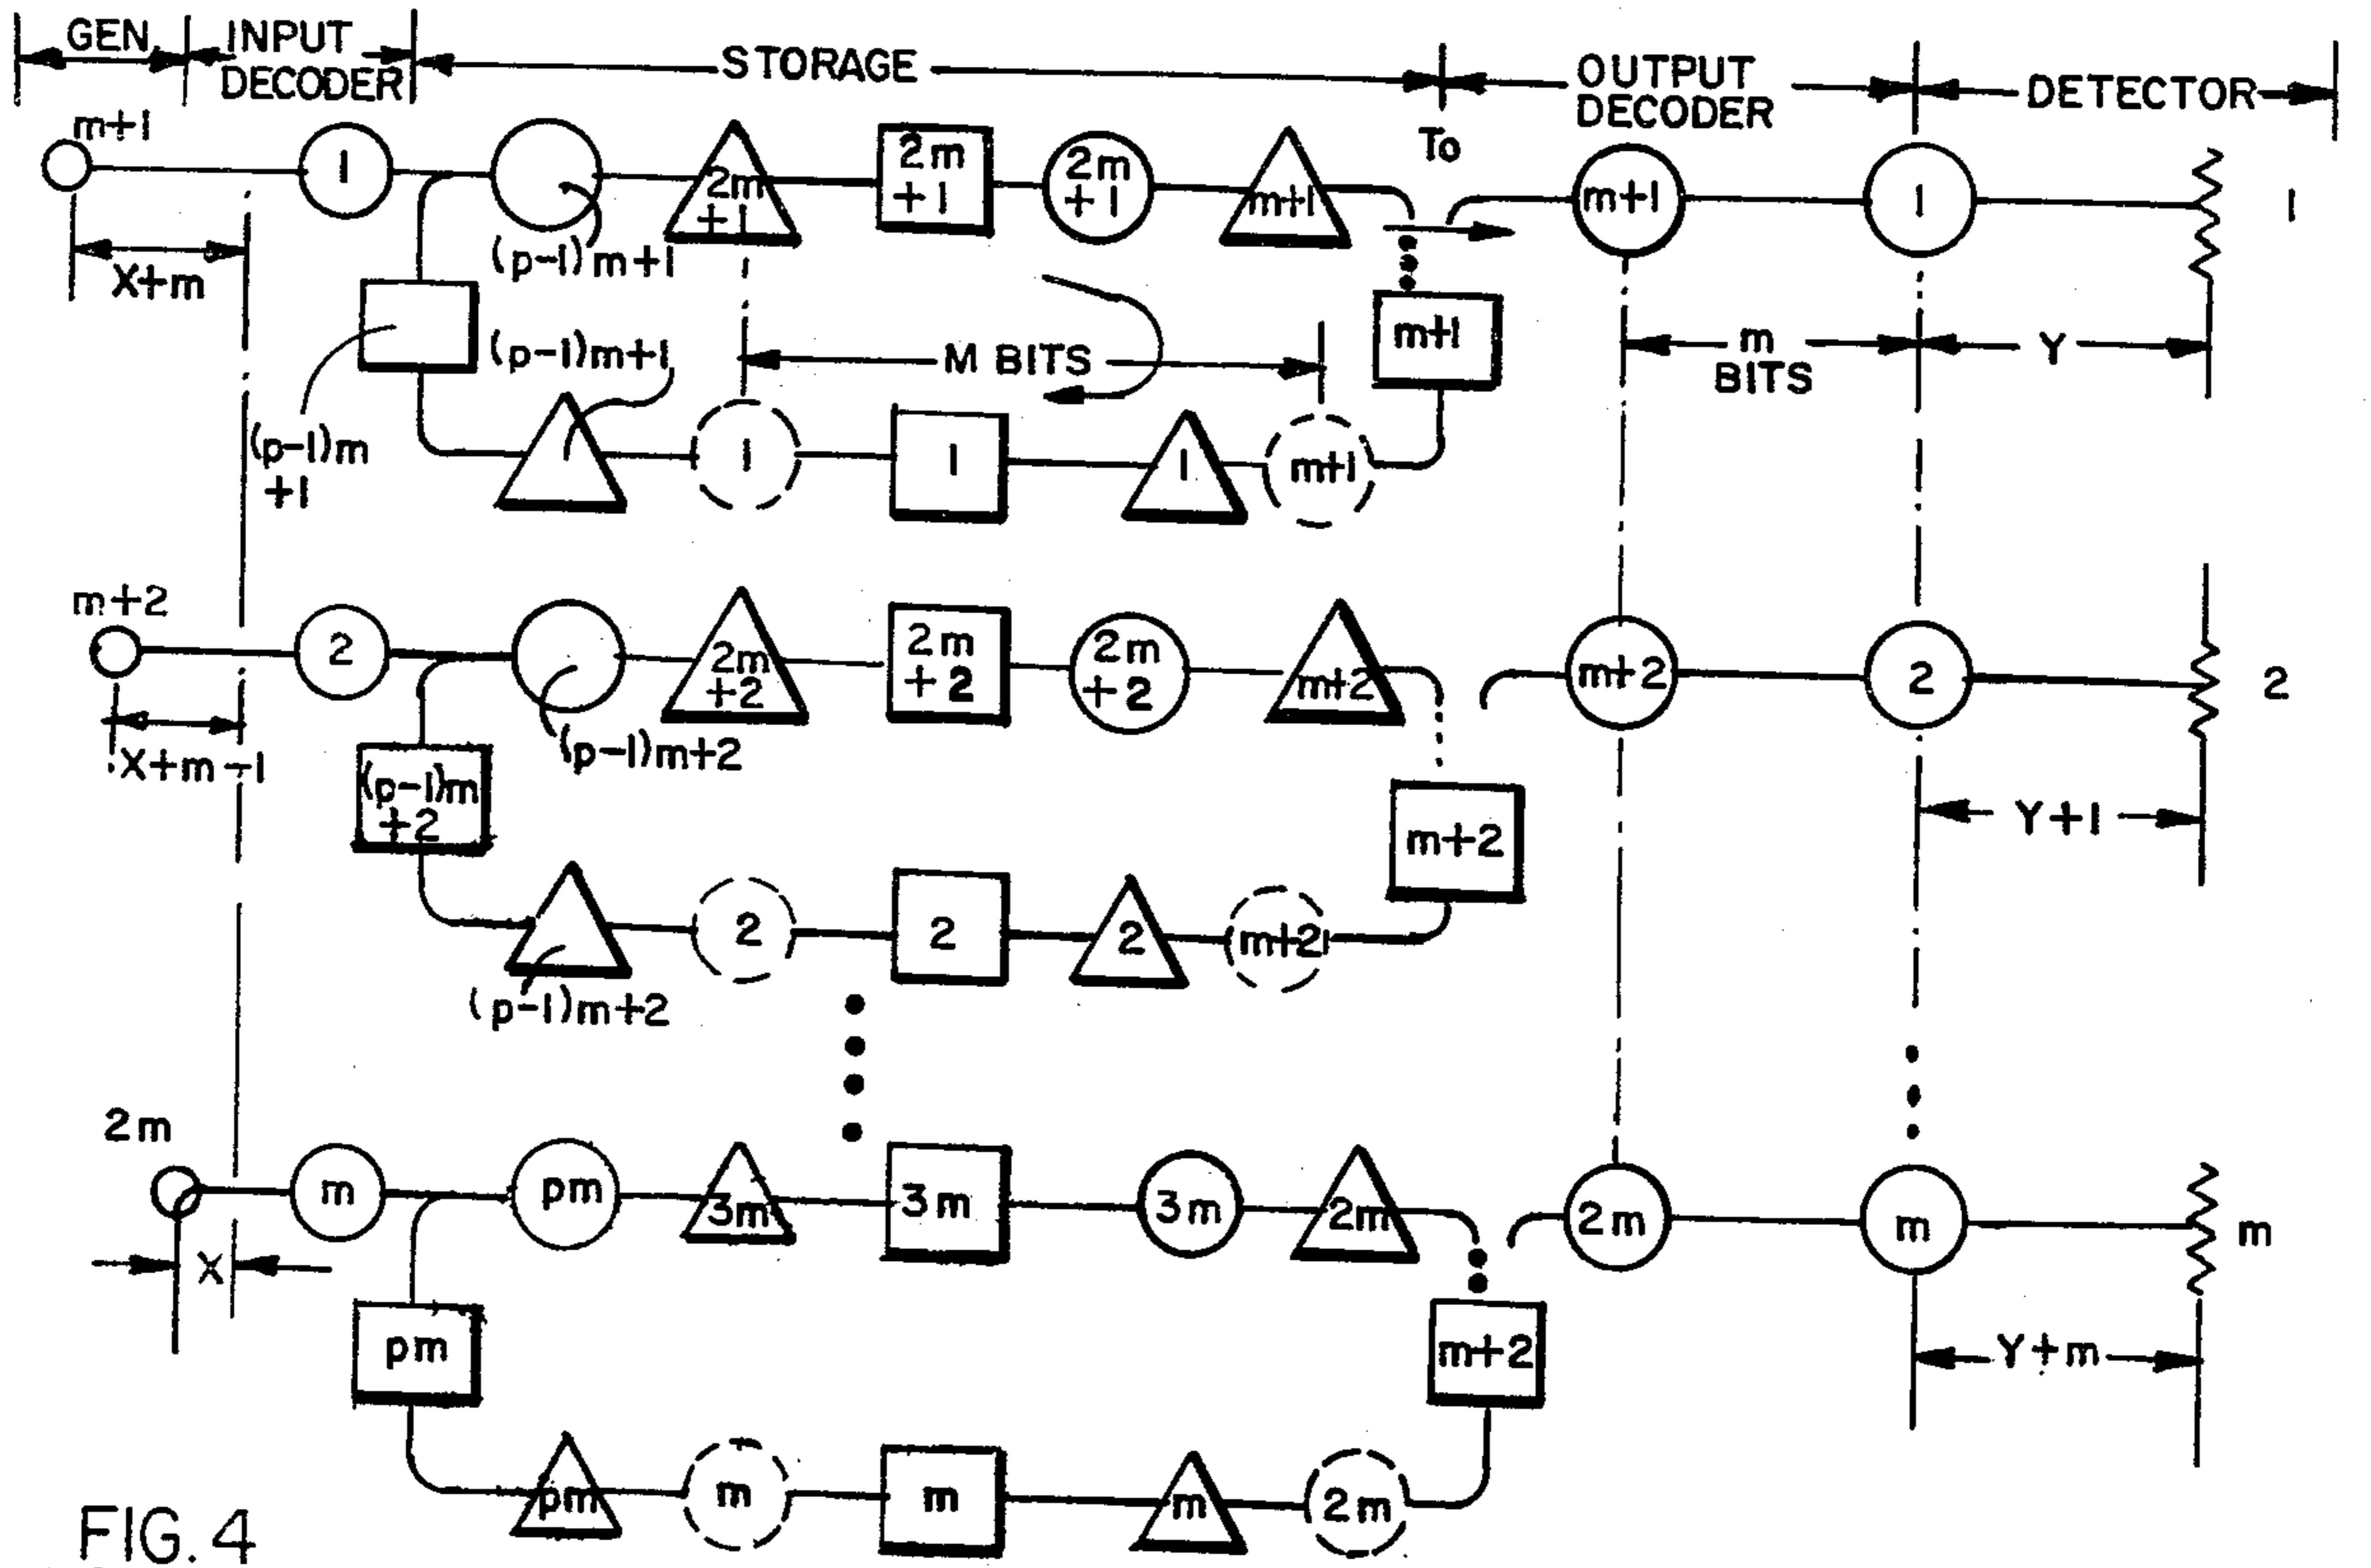 GEN.
INPUT
DECODER
STORAGE
OUTPUT
DECODER
DETECTOR
To
m+1
1
2m
+1
2m
+1
2m
+1
m+1
m+1
1
1
X+m
(p-1)m+1
m+1
(p-1)m+1
M BITS
m
BITS
Y
(p-1)m
+1
1
1
1
m+1
m+2
2
2m
+2
2m
+2
2m
+2
m+2
m+2
2
2
X+m-1
(p-1)m+2
(p-1)m
+2
m+2
Y+1
2
2
2
m+2
(p-1)m+2
2m
m
pm
3m
3m
3m
2m
2m
m
m
X
pm
m+2
Y+m
pm
m
m
m
2m
FIG. 4